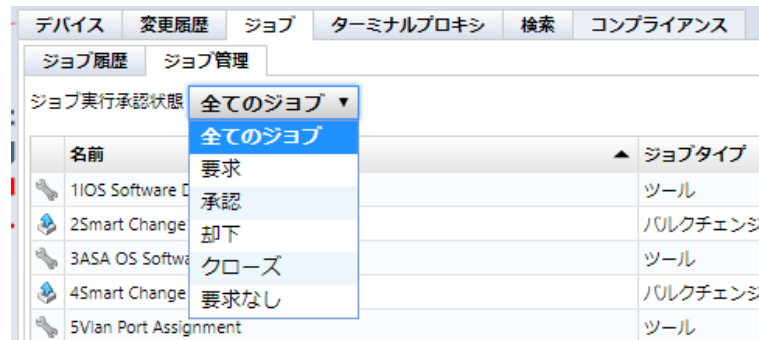 デバイス 変更履歴 ジョブ ターミナルプロキシ 検索 コンプライアンス
ジョブ履歴 ジョブ管理
ジョブ実行承認状態 全てのジョブ ▼
全てのジョブ
要求
承認
却下
クローズ
要求なし
名前 ▲ ジョブタイプ
1IOS Software ツール
2Smart Change バルクチェンジ
3ASA OS ツール
4Smart Change バルクチェンジ
5Vlan Port Assignment ツール